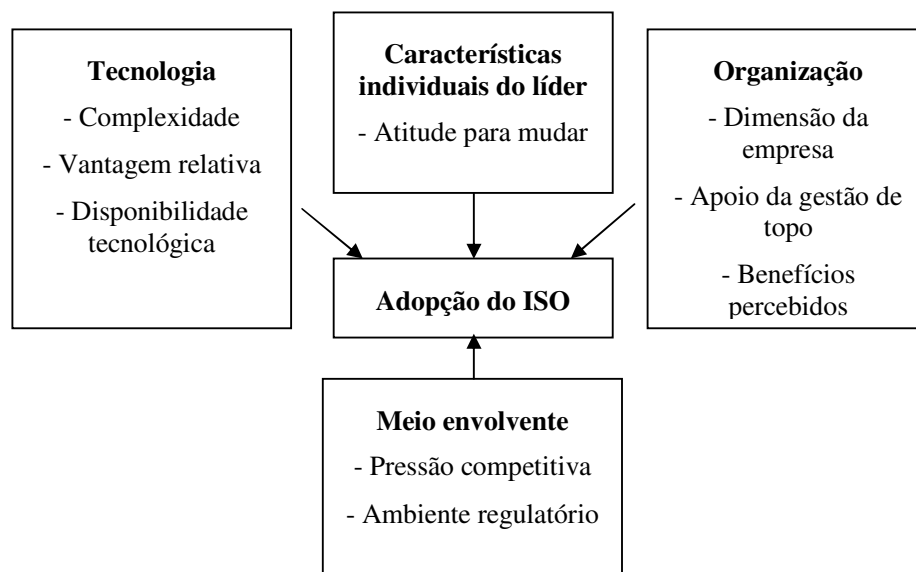 Tecnologia
- Complexidade
- Vantagem relativa
- Disponibilidade
tecnológica
Características
individuais do líder
- Atitude para mudar
Organização
- Dimensão da
empresa
- Apoio da gestão de
topo
- Benefícios
percebidos
Adopção do ISO
Meio envolvente
- Pressão competitiva
- Ambiente regulatório